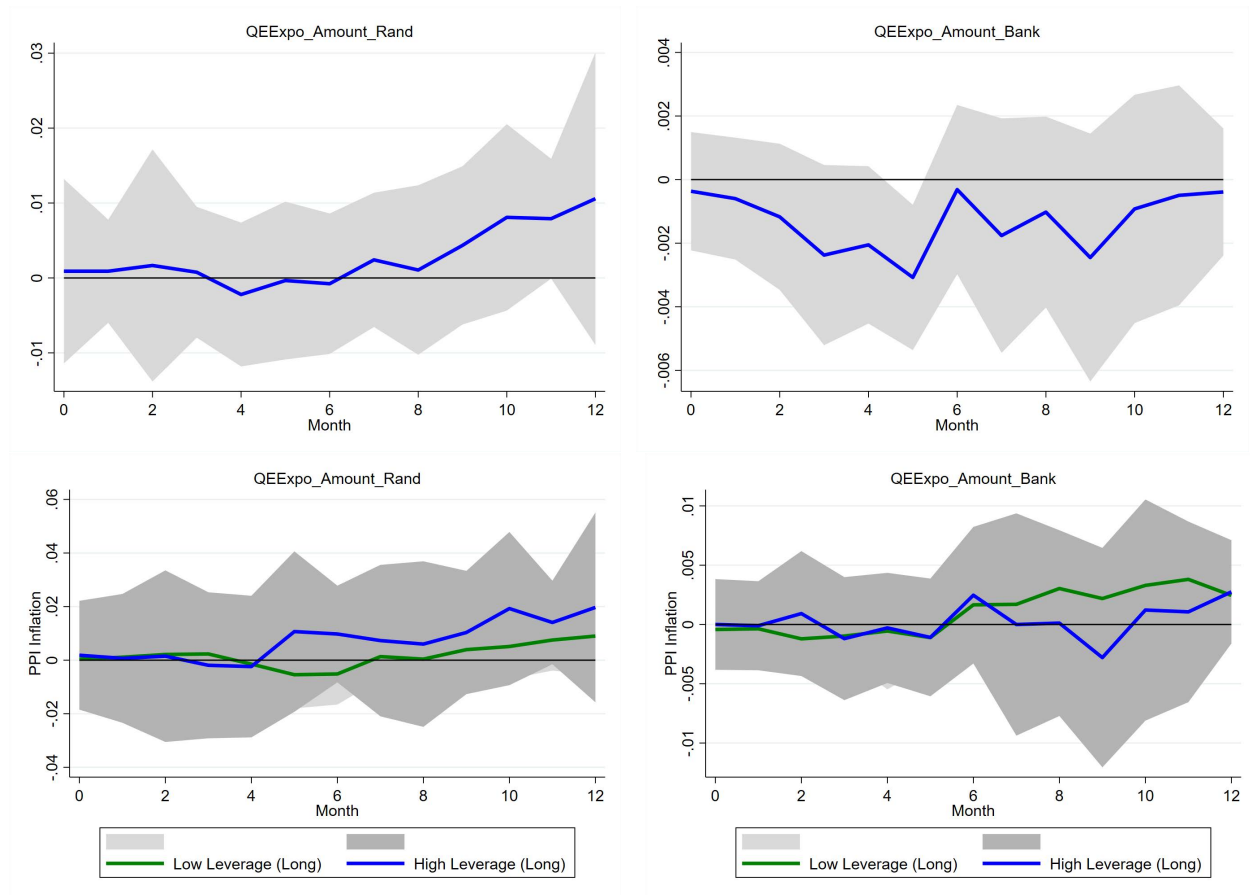 QEExpo_Amount_Rand
.03
.02
.01
0
-.01
0 2 4 6 8 10 12
Month
QEExpo_Amount_Bank
.004
.002
0
-.002
-.004
-.006
0 2 4 6 8 10 12
Month
QEExpo_Amount_Rand
PPI Inflation
.06
.04
.02
0
-.02
-.04
0 2 4 6 8 10 12
Month
Low Leverage (Long) High Leverage (Long)
QEExpo_Amount_Bank
PPI Inflation
.01
.005
0
-.005
-.01
0 2 4 6 8 10 12
Month
Low Leverage (Long) High Leverage (Long)